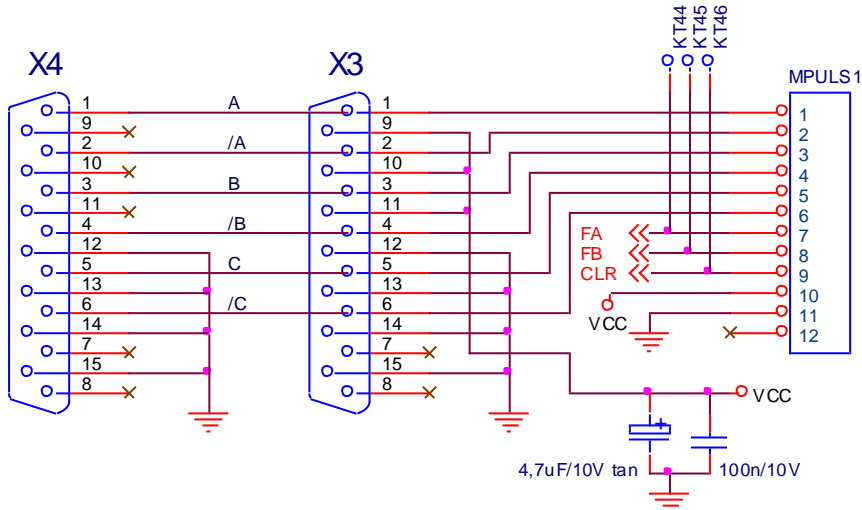 KT44
KT45
KT46
X4
X3
MPULS1
1
A
1
1
9
9
2
2
/A
2
3
10
10
4
3
B
3
5
11
11
6
4
/B
4
FA
7
12
12
FB
8
5
C
5
CLR
9
13
13
10
6
/C
6
VCC
11
14
14
12
7
7
15
15
8
8
VCC
+
4,7uF/10V tan
100n/10V